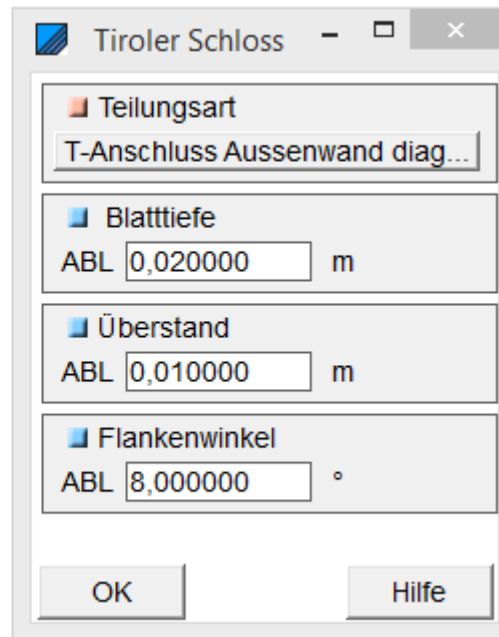 Tiroler Schloss
Teilungsart
T-Anschluss Aussenwand diag...
Blatttiefe
ABL 0,020000 m
Überstand
ABL 0,010000 m
Flankenwinkel
ABL 8,000000 °
OK Hilfe